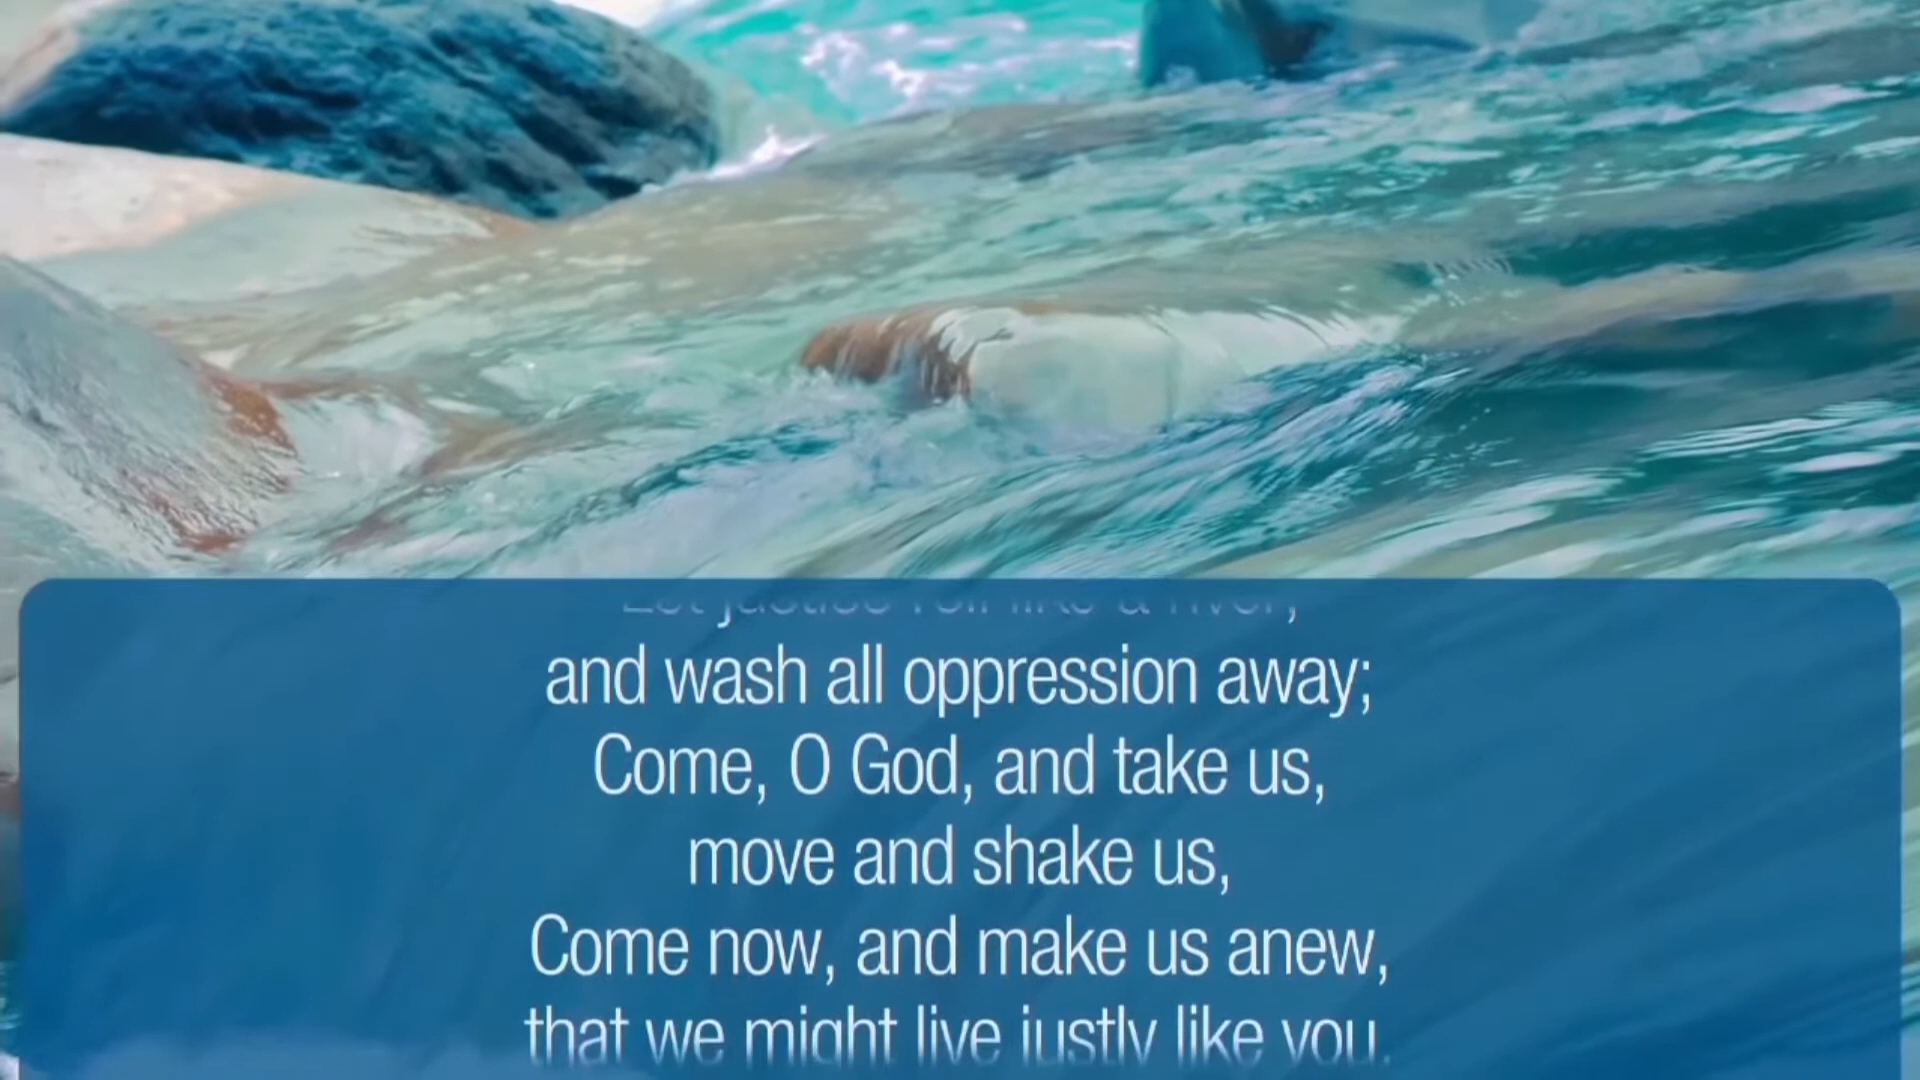 Let justice roll like a river,
and wash all oppression away;
Come, O God, and take us,
move and shake us,
Come now, and make us anew,
that we might live justly like you.